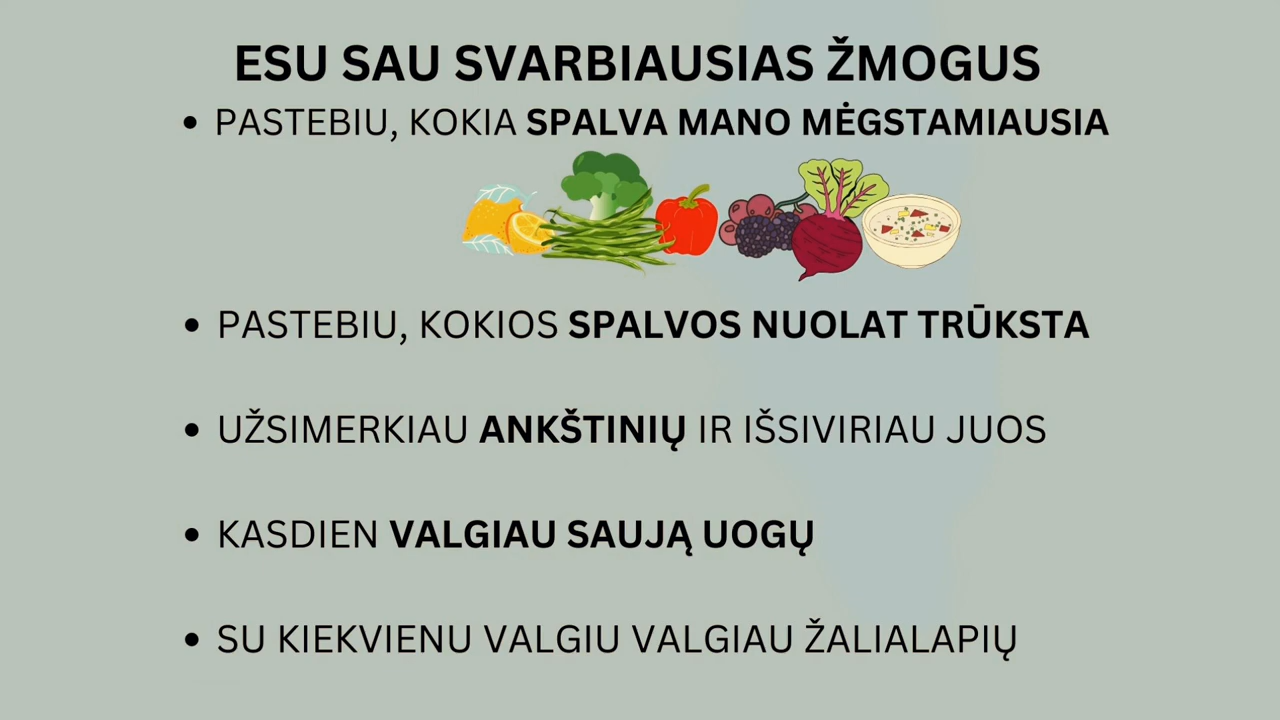 ESU SAU SVARBIAUSIAS ŽMOGUS
• PASTEBIU, KOKIA SPALVA MANO MĖGSTAMIAUSIA
• PASTEBIU, KOKIOS SPALVOS NUOLAT TRŪKSTA
• UŽSIMERKIAU ANKŠTINIŲ IR IŠSIVIRIAU JUOS
• KASDIEN VALGIAU SAUJĄ UOGŲ
• SU KIEKVIENU VALGIU VALGIAU ŽALIALAPIŲ